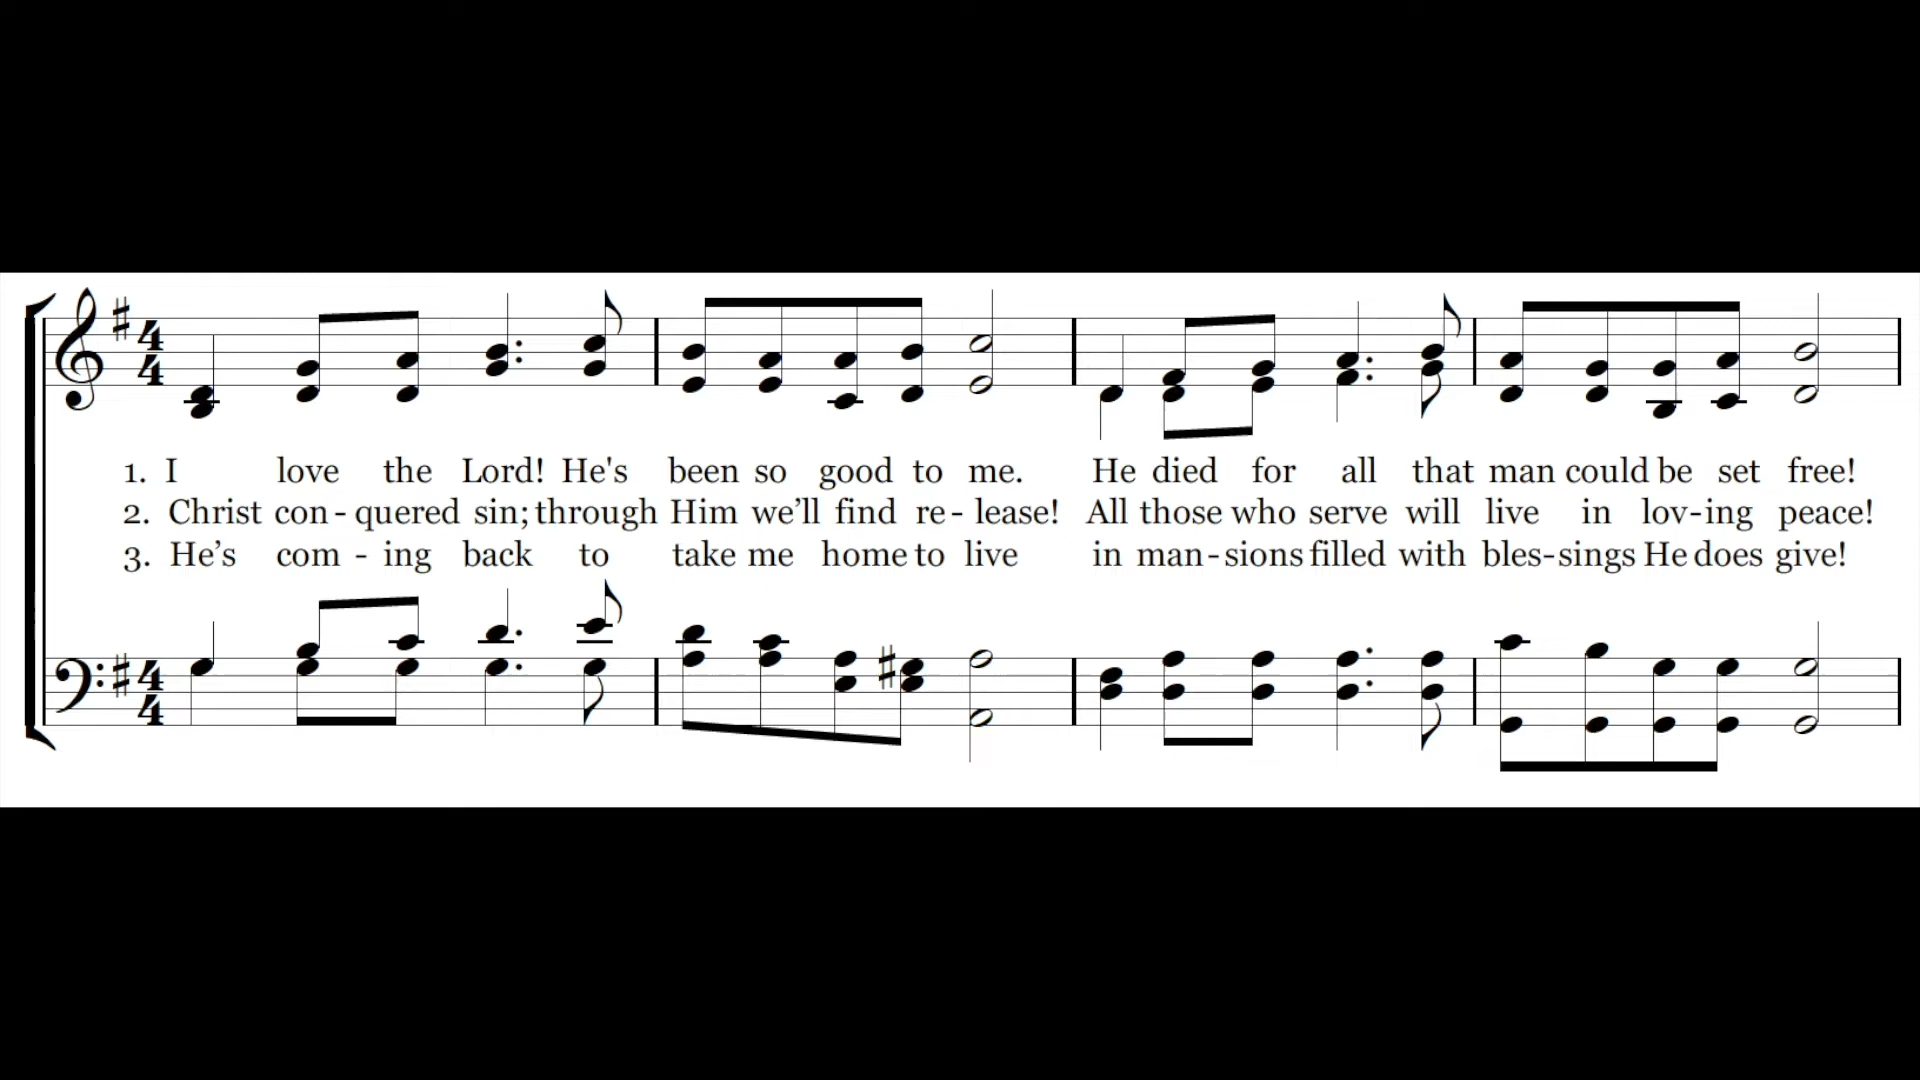 1. I love the Lord! He's been so good to me. He died for all that man could be set free!
2. Christ con - quered sin; through Him we’ll find re - lease! All those who serve will live in lov-ing peace!
3. He’s com - ing back to take me home to live in man-sions filled with bles-sings He does give!